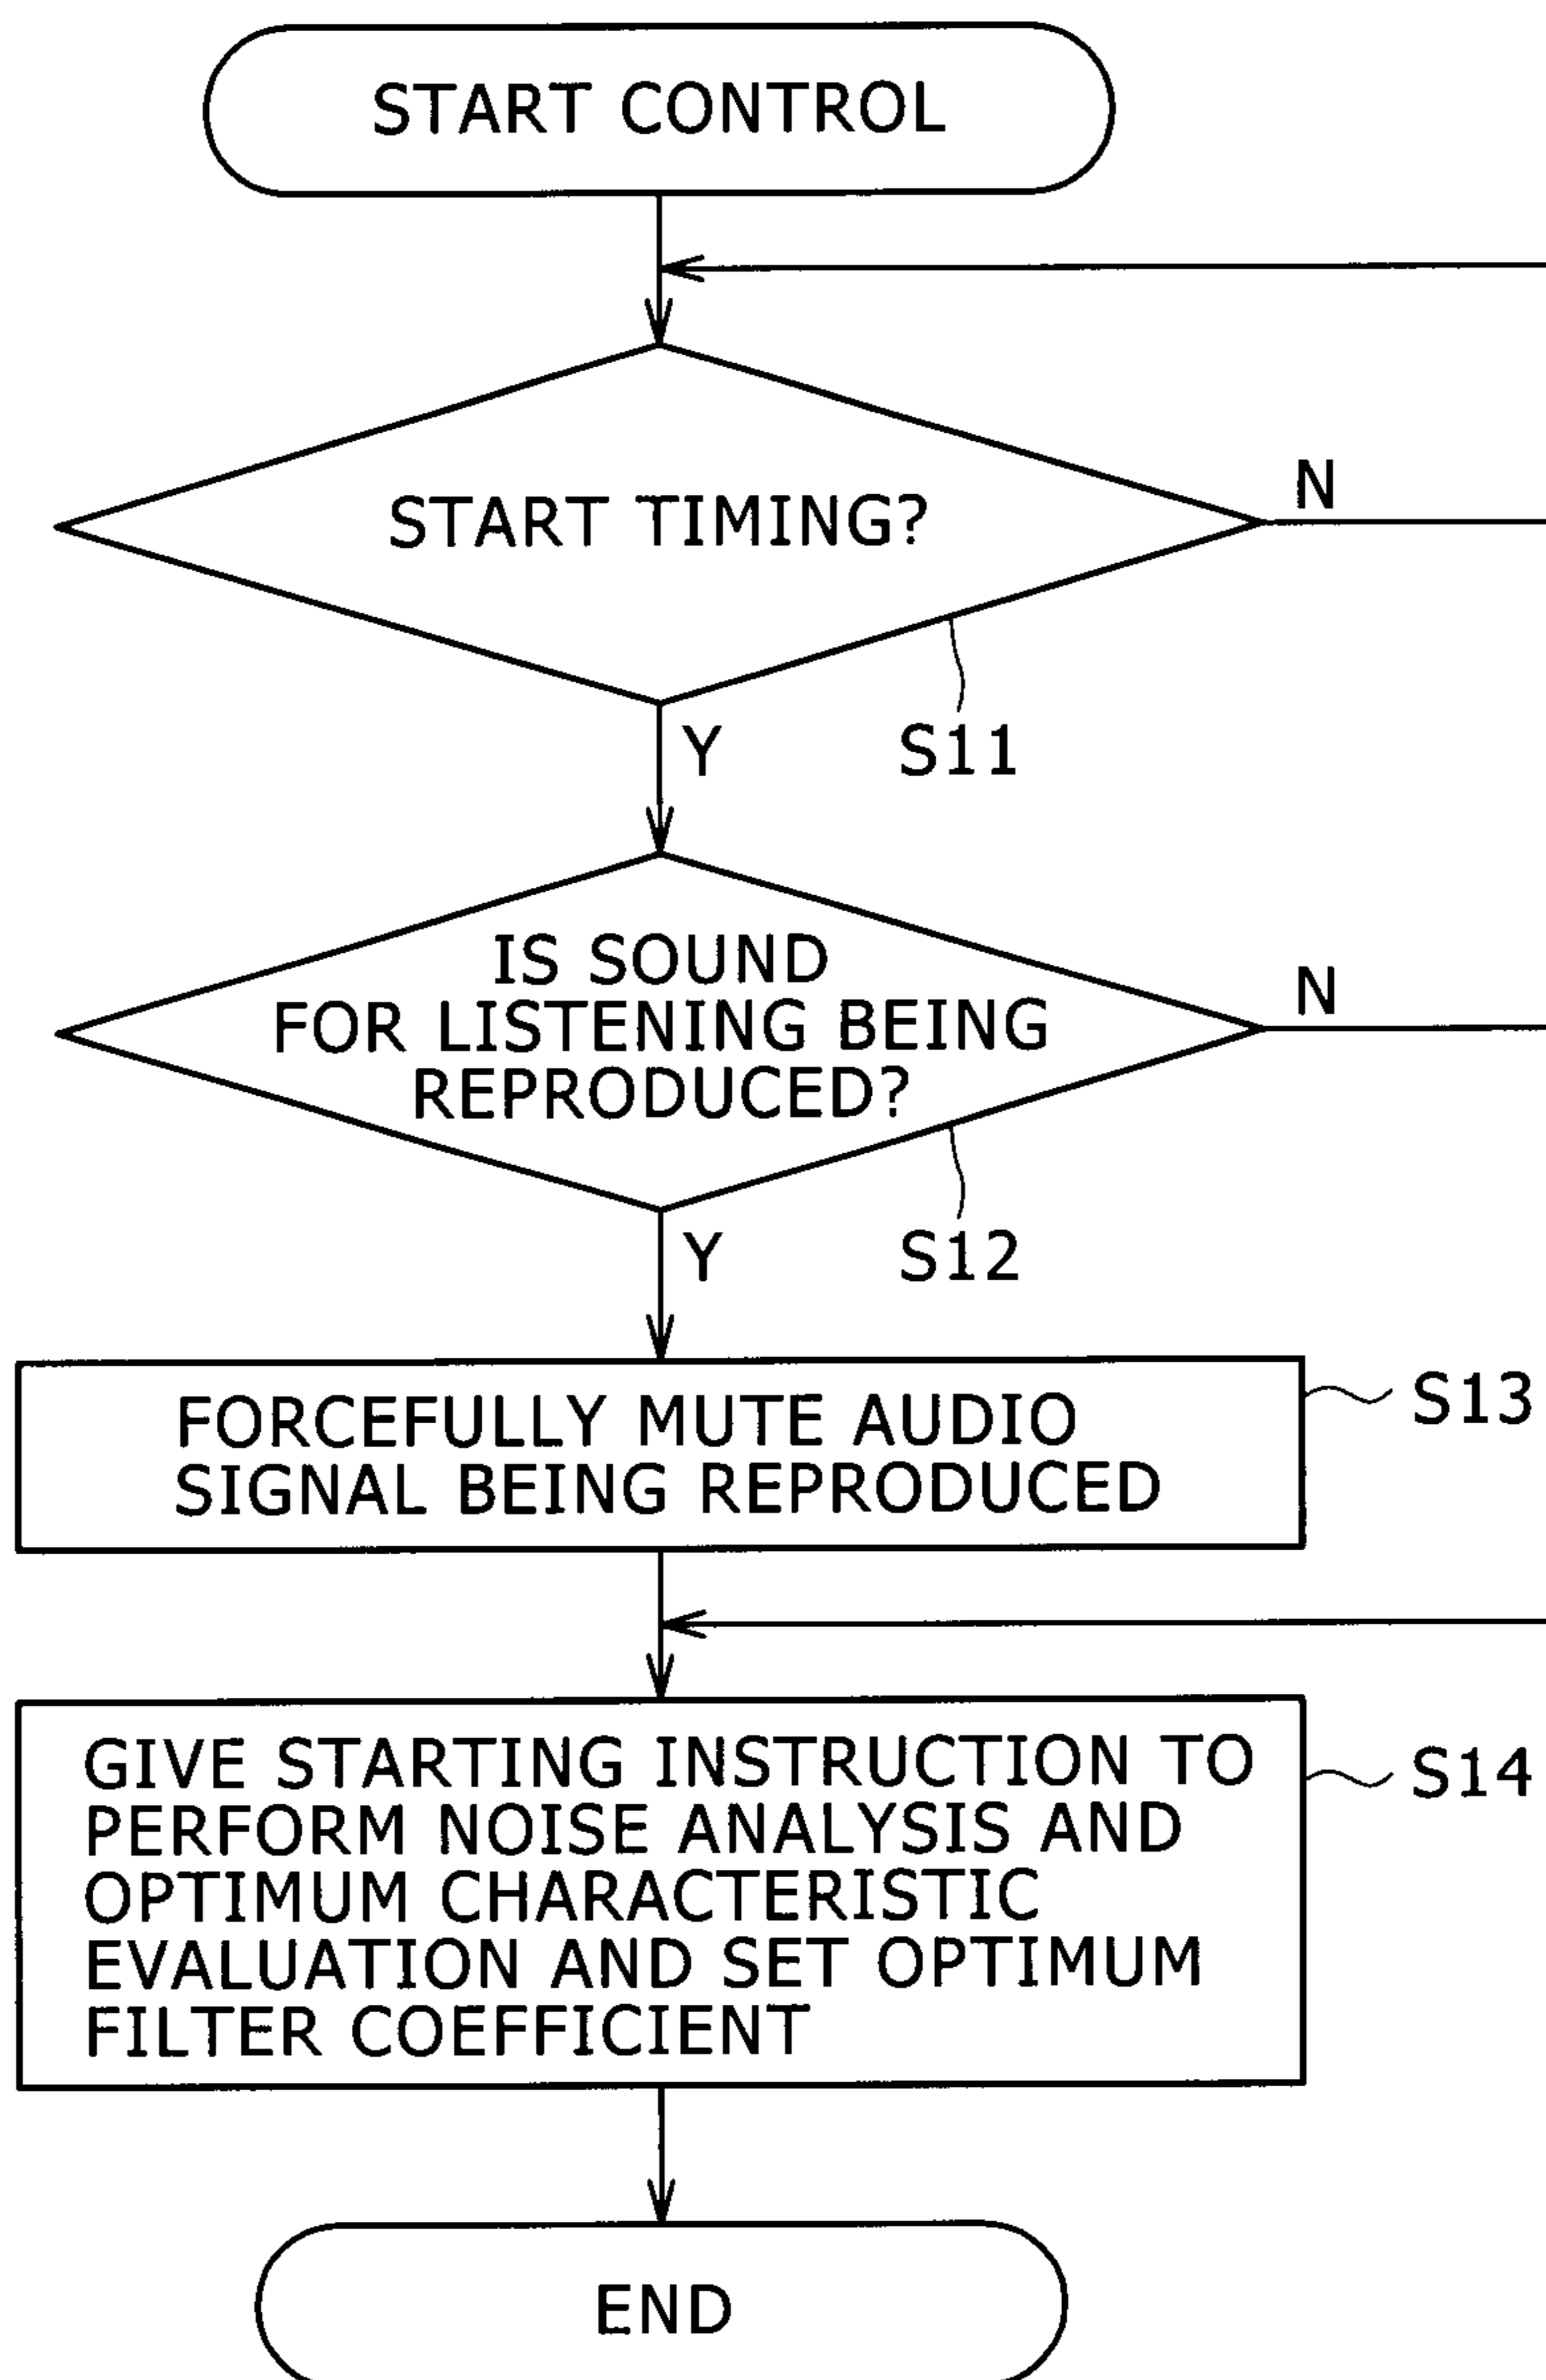 START CONTROL
START TIMING?
N
S11
Y
IS SOUND
FOR LISTENING BEING
REPRODUCED?
N
S12
Y
FORCEFULLY MUTE AUDIO
SIGNAL BEING REPRODUCED
S13
GIVE STARTING INSTRUCTION TO
PERFORM NOISE ANALYSIS AND
OPTIMUM CHARACTERISTIC
EVALUATION AND SET OPTIMUM
FILTER COEFFICIENT
S14
END